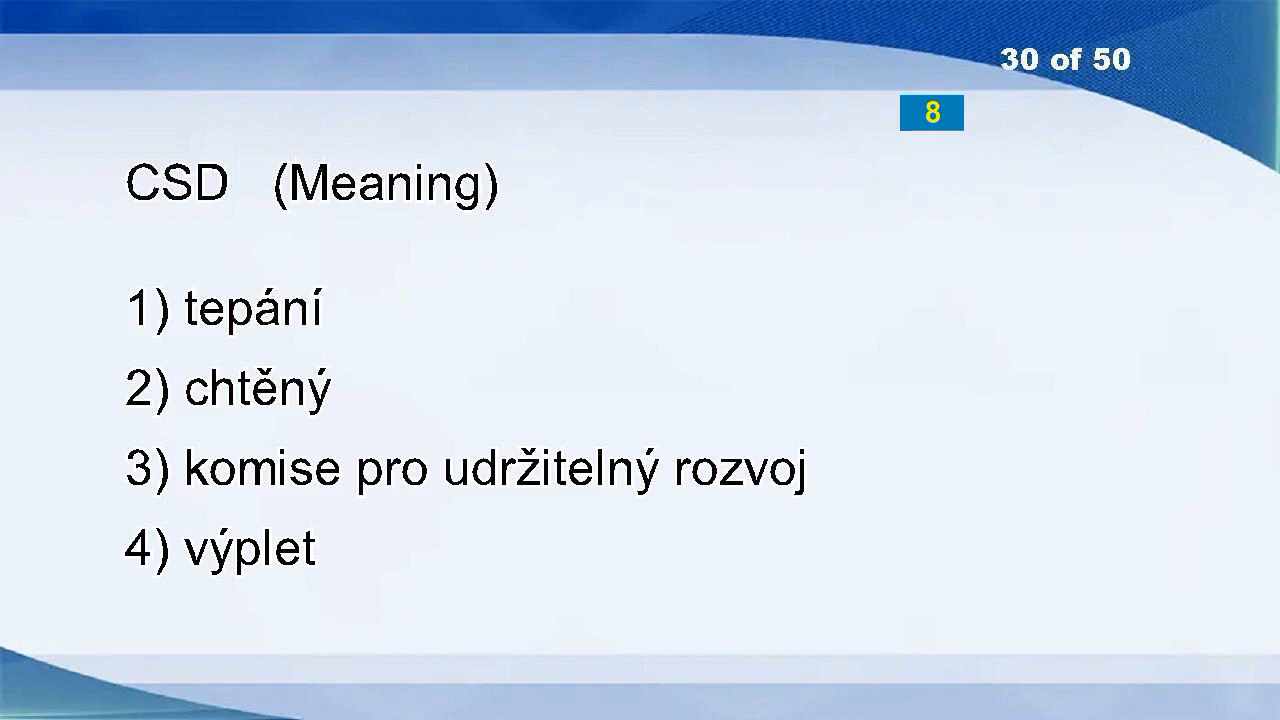 30 of 50
8
CSD (Meaning)
1) tepání
2) chtěný
3) komise pro udržitelný rozvoj
4) výplet